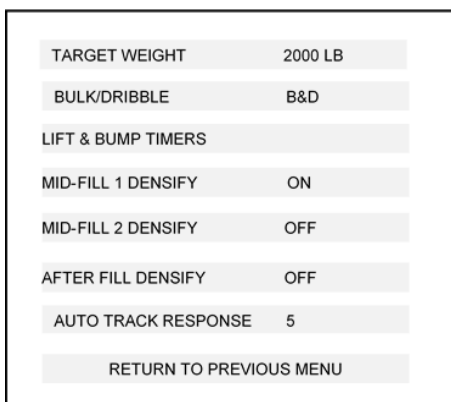 TARGET WEIGHT 2000 LB
BULK/DRIBBLE B&D
LIFT & BUMP TIMERS
MID-FILL 1 DENSIFY ON
MID-FILL 2 DENSIFY OFF
AFTER FILL DENSIFY OFF
AUTO TRACK RESPONSE 5
RETURN TO PREVIOUS MENU